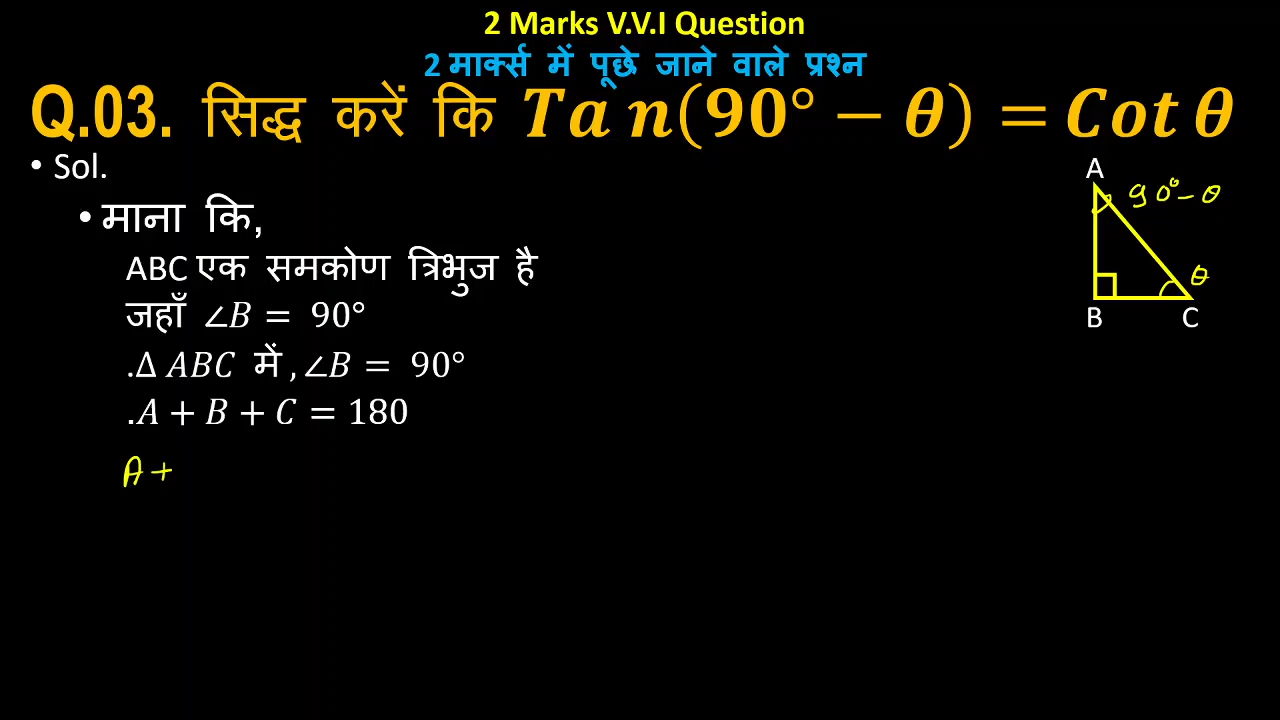 2 Marks V.V.I Question
2 मार्क्स में पूछे जाने वाले प्रश्न
Q.03. सिद्ध करें कि Tan(90° − θ) = Cot θ
• Sol.
• माना कि,
ABC एक समकोण त्रिभुज है
जहाँ ∠B = 90°
.Δ ABC में , ∠B = 90°
.A + B + C = 180
A +
A
90° − θ
θ
B
C